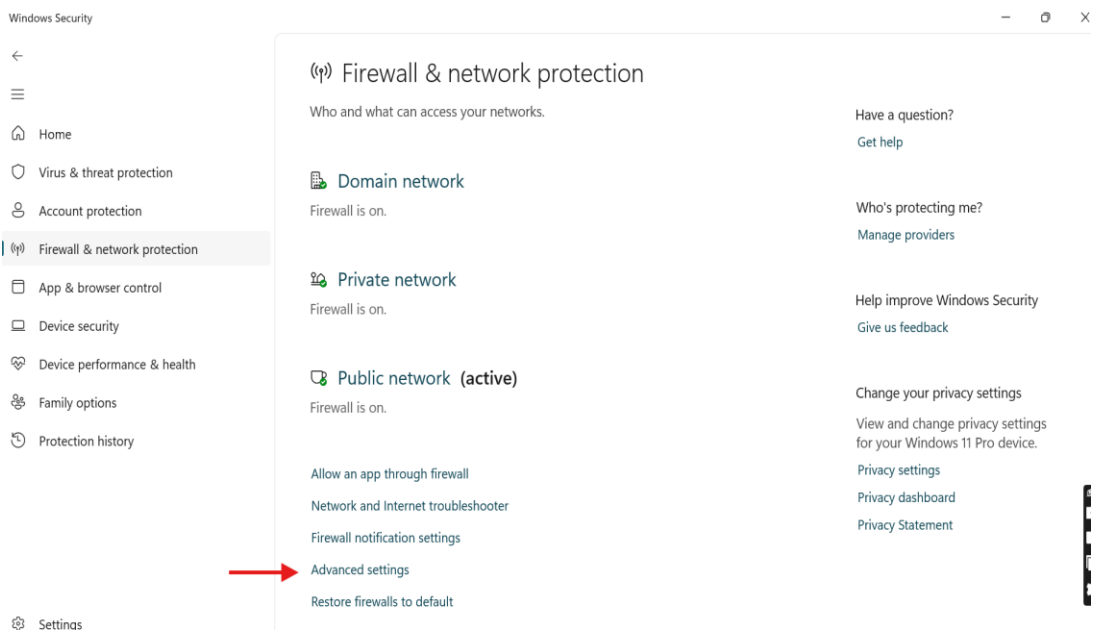 Windows Security
Home
Virus & threat protection
Account protection
Firewall & network protection
App & browser control
Device security
Device performance & health
Family options
Protection history
Settings
Firewall & network protection
Who and what can access your networks.
Domain network
Firewall is on.
Private network
Firewall is on.
Public network (active)
Firewall is on.
Allow an app through firewall
Network and Internet troubleshooter
Firewall notification settings
Advanced settings
Restore firewalls to default
Have a question?
Get help
Who's protecting me?
Manage providers
Help improve Windows Security
Give us feedback
Change your privacy settings
View and change privacy settings
for your Windows 11 Pro device.
Privacy settings
Privacy dashboard
Privacy Statement